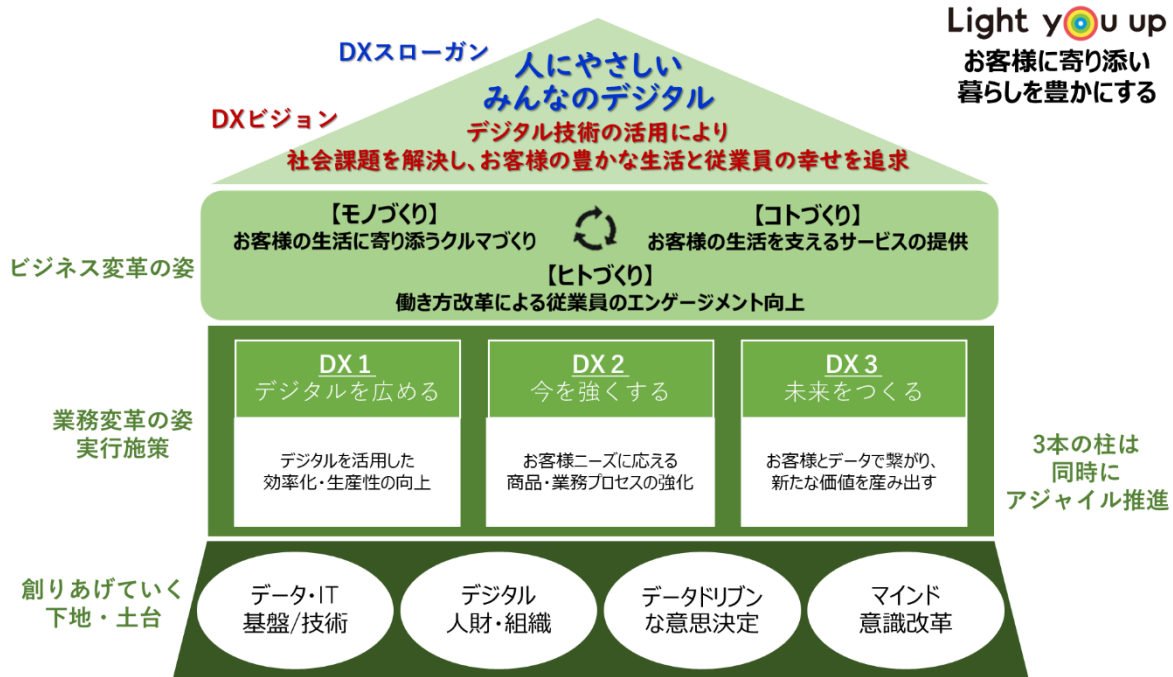 Light you up
お客様に寄り添い
暮らしを豊かにする
DXスローガン
人にやさしい
みんなのデジタル
DXビジョン
デジタル技術の活用により
社会課題を解決し、お客様の豊かな生活と従業員の幸せを追求
ビジネス変革の姿
【モノづくり】
お客様の生活に寄り添うクルマづくり
【コトづくり】
お客様の生活を支えるサービスの提供
【ヒトづくり】
働き方改革による従業員のエンゲージメント向上
業務変革の姿
実行施策
DX 1
デジタルを広める
デジタルを活用した
効率化・生産性の向上
DX 2
今を強くする
お客様ニーズに応える
商品・業務プロセスの強化
DX 3
未来をつくる
お客様とデータで繋がり、
新たな価値を産み出す
3本の柱は
同時に
アジャイル推進
創りあげていく
下地・土台
データ・IT
基盤/技術
デジタル
人財・組織
データドリブン
な意思決定
マインド
意識改革